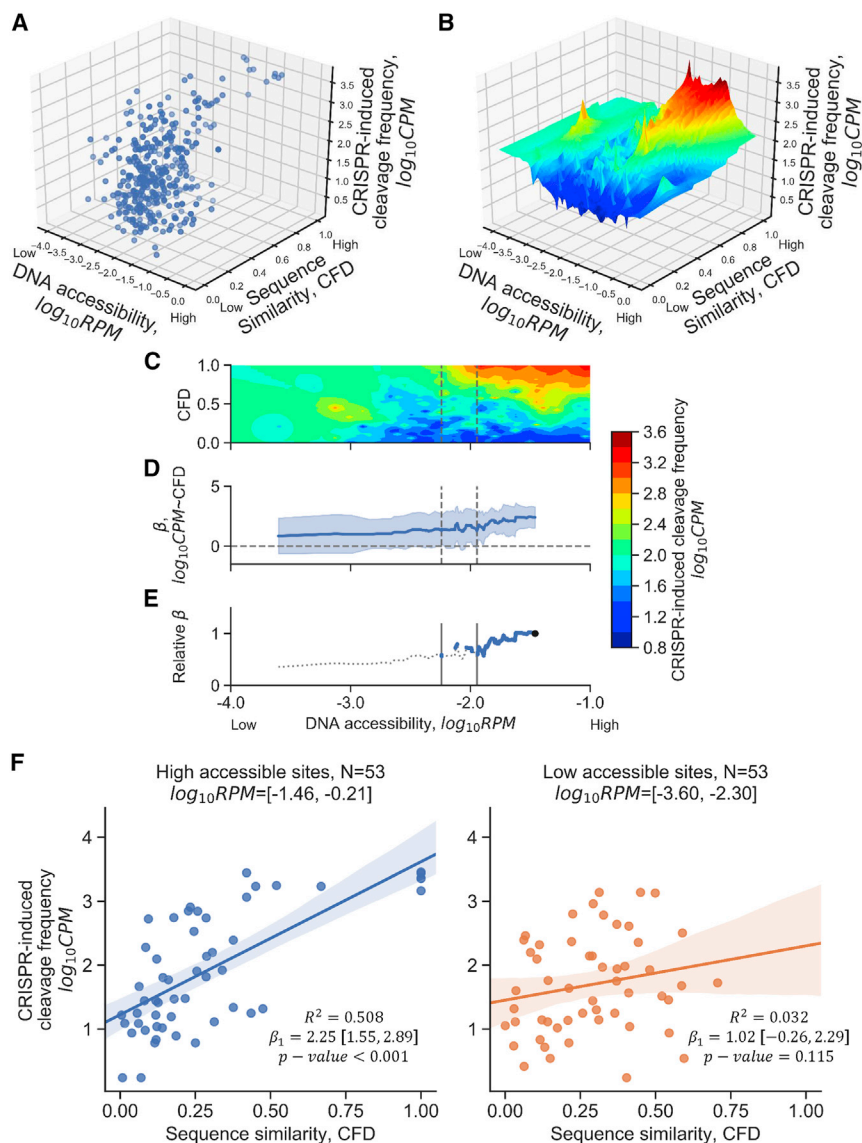 A
CRISPR-induced
cleavage frequency,
log10CPM
3.5
3.0
2.5
2.0
1.5
1.0
0.5
Low
-4.0
-3.5
-3.0
-2.5
-2.0
-1.5
-1.0
-0.5
0.0
High
DNA accessibility,
log10RPM
0.0
0.2
0.4
0.6
0.8
1.0
Low
High
Sequence
Similarity, CFD
B
CRISPR-induced
cleavage frequency,
log10CPM
3.5
3.0
2.5
2.0
1.5
1.0
0.5
Low
-4.0
-3.5
-3.0
-2.5
-2.0
-1.5
-1.0
-0.5
0.0
High
DNA accessibility,
log10RPM
0.0
0.2
0.4
0.6
0.8
1.0
Low
High
Sequence
Similarity, CFD
C
CFD
1.0
0.5
0.0
D
β,
log10CPM~CFD
5
0
E
Relative β
1
0
-4.0 -3.0 -2.0 -1.0
Low DNA accessibility, log10RPM High
3.6
3.2
2.8
2.4
2.0
1.6
1.2
0.8
CRISPR-induced cleavage frequency
log10CPM
F
High accessible sites, N=53
log10RPM=[-1.46, -0.21]
CRISPR-induced
cleavage frequency
log10CPM
4
3
2
1
R² = 0.508
β₁ = 2.25 [1.55, 2.89]
p − value < 0.001
0.00 0.25 0.50 0.75 1.00
Sequence similarity, CFD
Low accessible sites, N=53
log10RPM=[-3.60, -2.30]
4
3
2
1
R² = 0.032
β₁ = 1.02 [−0.26, 2.29]
p − value = 0.115
0.00 0.25 0.50 0.75 1.00
Sequence similarity, CFD